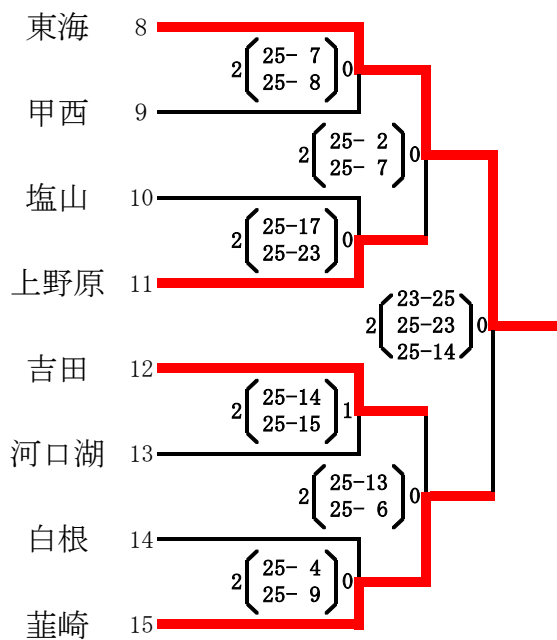 東海 8
2 25- 7 0
25- 8
甲西 9
2 25- 2 0
25- 7
塩山 10
2 25-17 0
25-23
上野原 11
23-25
2 25-23 0
25-14
吉田 12
2 25-14 1
25-15
河口湖 13
2 25-13 0
25- 6
白根 14
2 25- 4 0
25- 9
韮崎 15